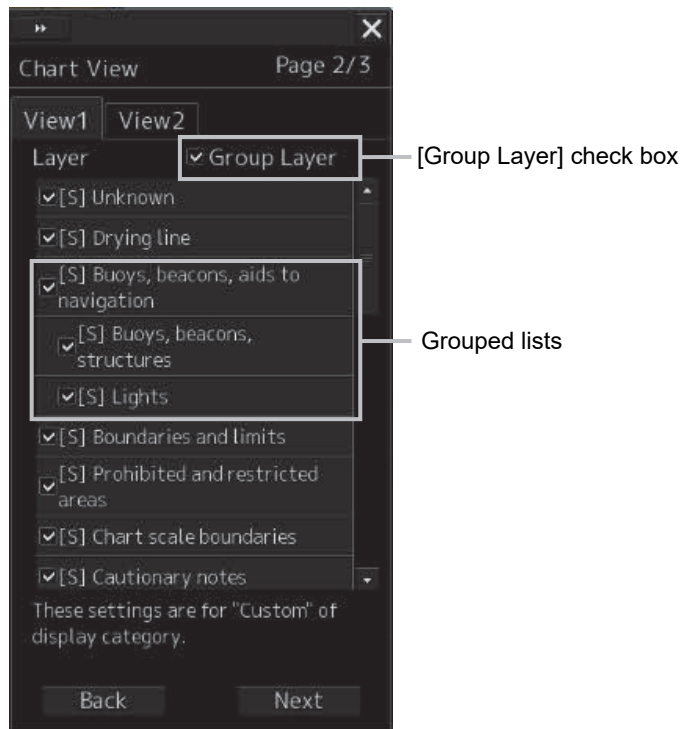 Chart View Page 2/3
View1 View2
Layer Group Layer
[S] Unknown
[S] Drying line
[S] Buoys, beacons, aids to
navigation
[S] Buoys, beacons,
structures
[S] Lights
[S] Boundaries and limits
[S] Prohibited and restricted
areas
[S] Chart scale boundaries
[S] Cautionary notes
These settings are for "Custom" of
display category.
Back Next
[Group Layer] check box
Grouped lists